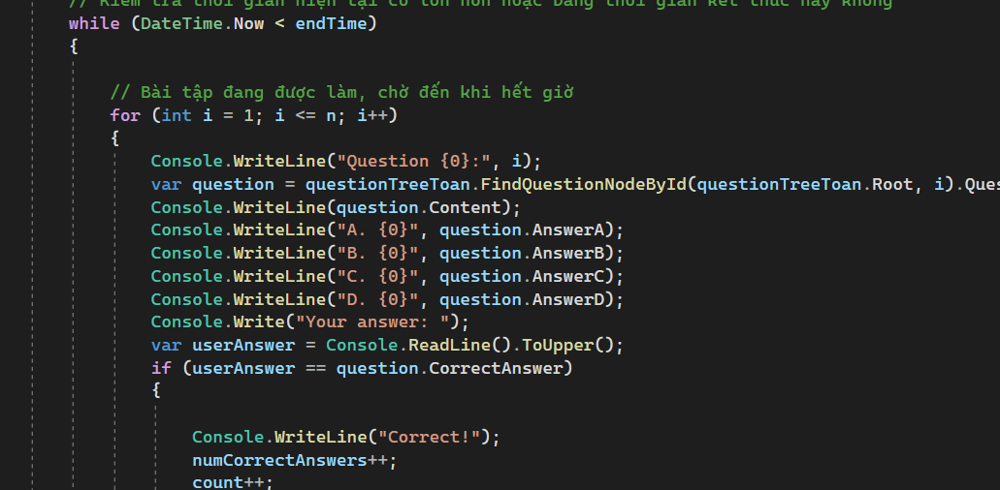 // Kiểm tra thời gian hiện tại có lớn hơn hoặc bằng thời gian kết thúc hay không
while (DateTime.Now < endTime)
{
// Bài tập đang được làm, chờ đến khi hết giờ
for (int i = 1; i <= n; i++)
{
Console.WriteLine("Question {0}:", i);
var question = questionTreeToan.FindQuestionNodeById(questionTreeToan.Root, i).Ques
Console.WriteLine(question.Content);
Console.WriteLine("A. {0}", question.AnswerA);
Console.WriteLine("B. {0}", question.AnswerB);
Console.WriteLine("C. {0}", question.AnswerC);
Console.WriteLine("D. {0}", question.AnswerD);
Console.Write("Your answer: ");
var userAnswer = Console.ReadLine().ToUpper();
if (userAnswer == question.CorrectAnswer)
{
Console.WriteLine("Correct!");
numCorrectAnswers++;
count++;